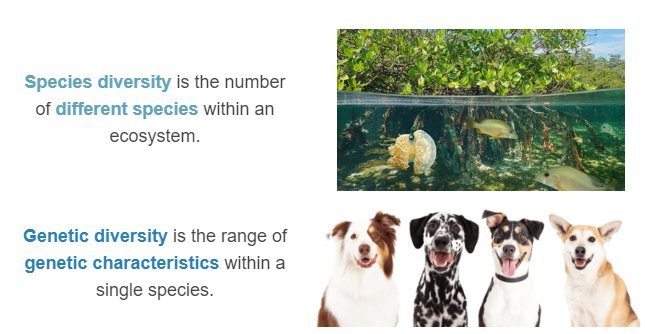 Species diversity is the number
of different species within an
ecosystem.
Genetic diversity is the range of
genetic characteristics within a
single species.